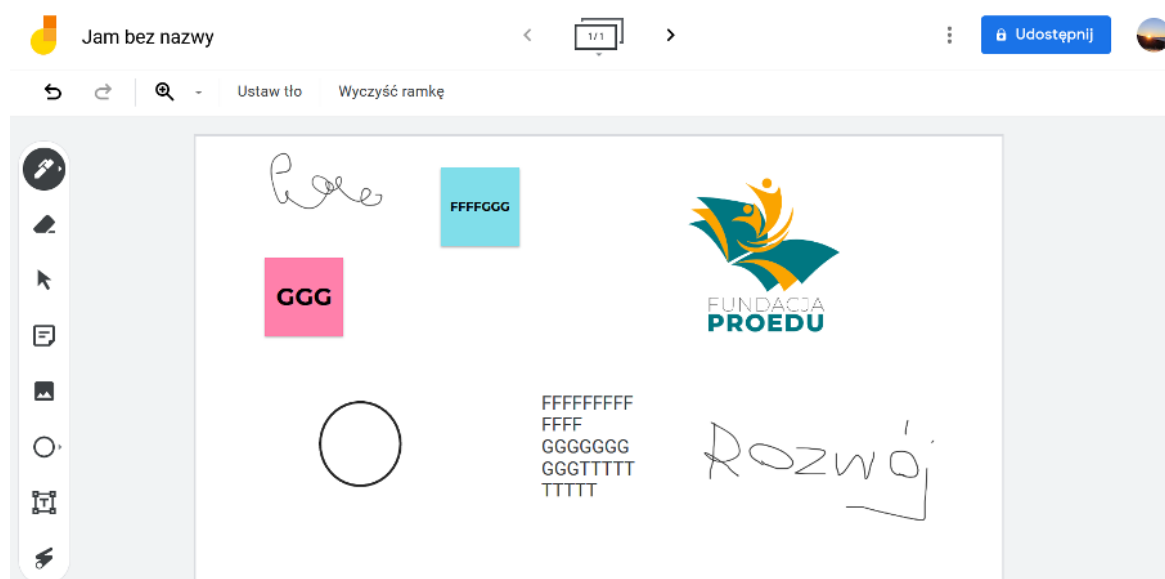 Jam bez nazwy
1/1
Udostępnij
Ustaw tło
Wyczyść ramkę
FFFFGGG
GGG
FUNDACJA
PROEDU
FFFFFFFFF
FFFF
GGGGGGG
GGGTTTTT
TTTTT
Rozwój